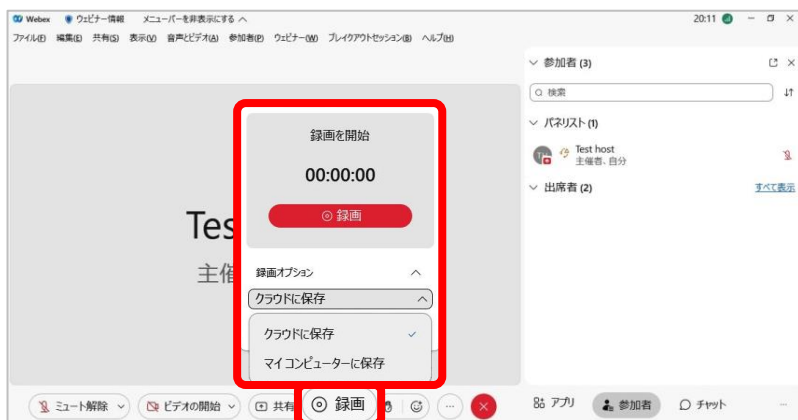 Webex ウェビナー情報 メニューバーを非表示にする 20:11
ファイル(F) 編集(E) 共有(S) 表示(V) 音声とビデオ(A) 参加者(P) ウェビナー(W) ブレイクアウトセッション(B) ヘルプ(H)
参加者 (3)
検索
パネリスト (1)
Test host
主催者、自分
出席者 (2) すべて表示
録画を開始
00:00:00
録画
Tes
主催
録画オプション
クラウドに保存
クラウドに保存
マイ コンピューターに保存
ミュート解除 ビデオの開始 共有 録画 アプリ 参加者 チャット